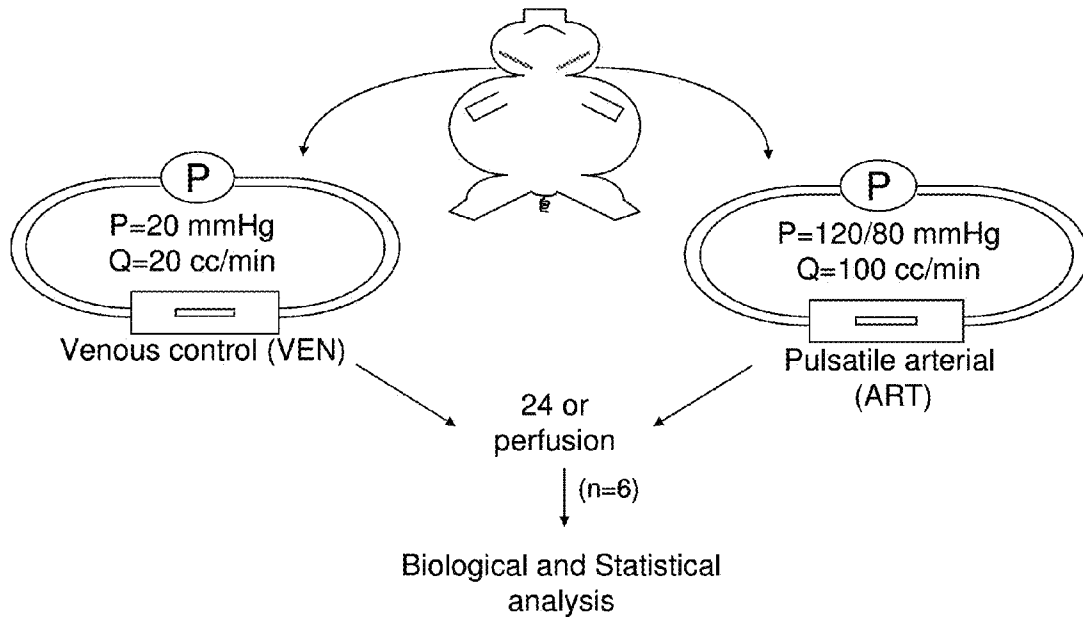 P
P=20 mmHg
Q=20 cc/min
Venous control (VEN)
P
P=120/80 mmHg
Q=100 cc/min
Pulsatile arterial
(ART)
24 or
perfusion
(n=6)
Biological and Statistical
analysis